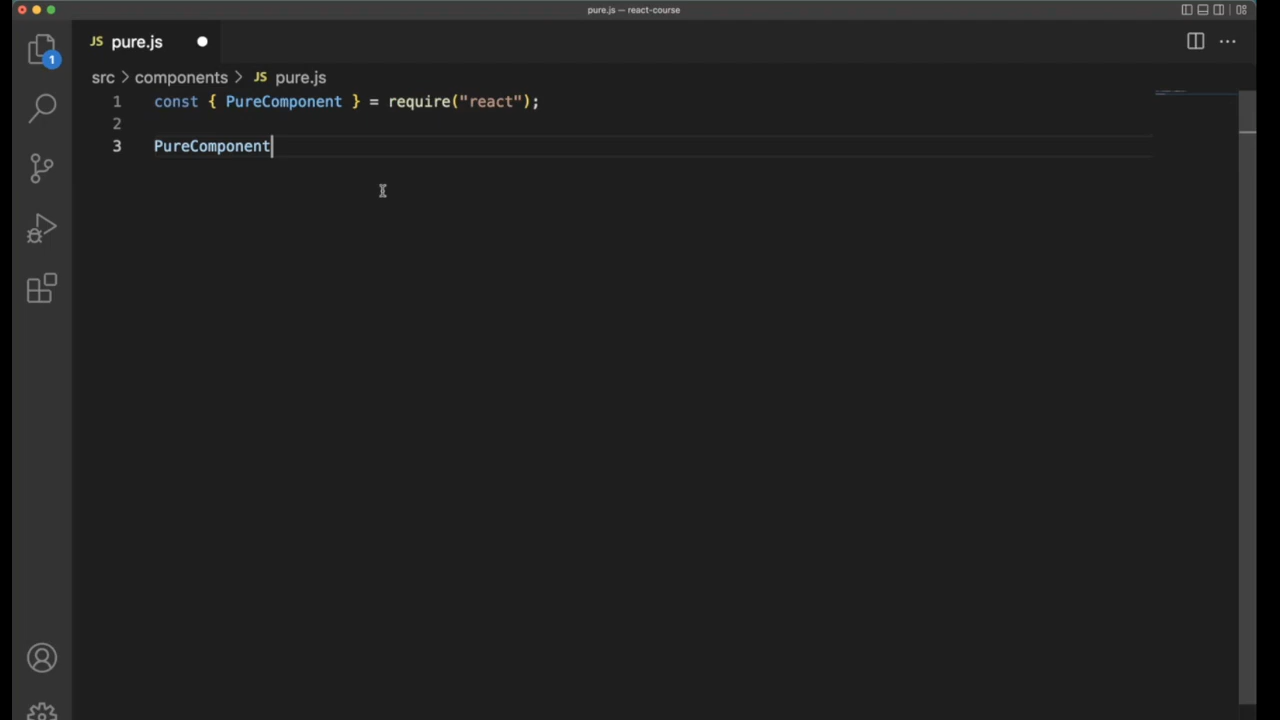 pure.js — react-course
JS pure.js
1
src > components > JS pure.js
1 const { PureComponent } = require("react");
2
3 PureComponent